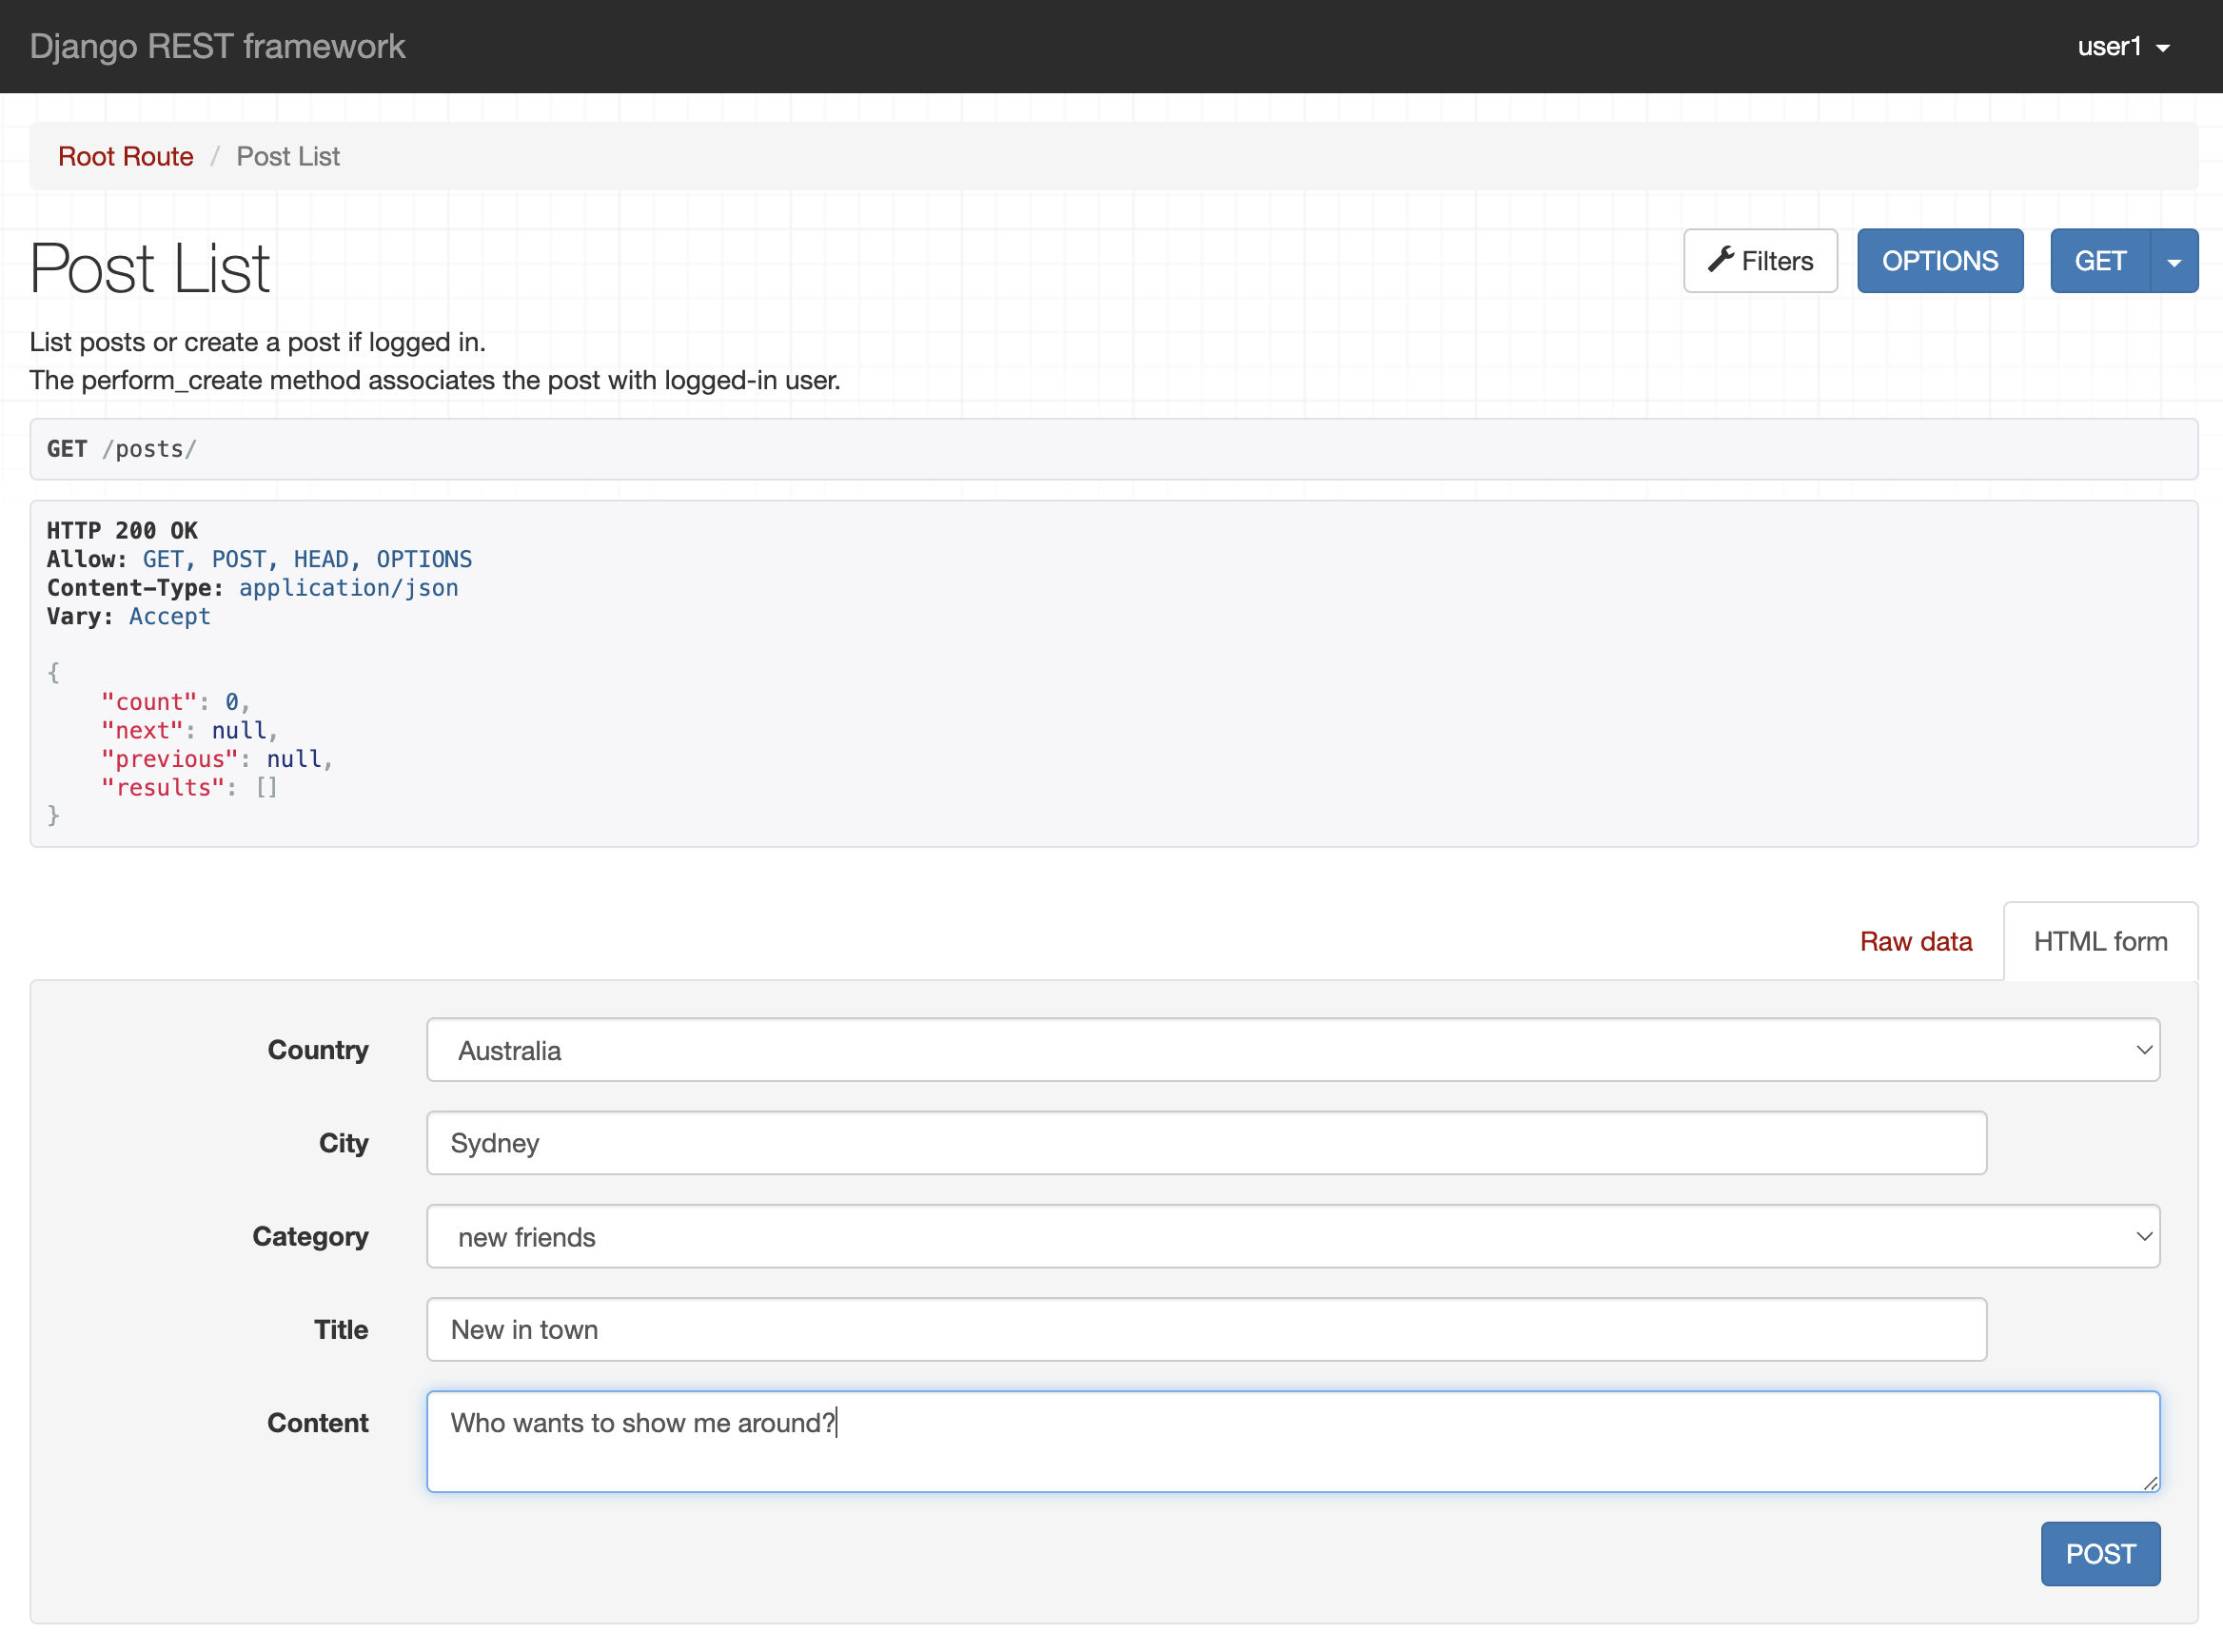 Django REST framework
user1
Root Route / Post List
Post List
Filters
OPTIONS
GET
List posts or create a post if logged in.
The perform_create method associates the post with logged-in user.
GET /posts/
HTTP 200 OK
Allow: GET, POST, HEAD, OPTIONS
Content-Type: application/json
Vary: Accept
{
    "count": 0,
    "next": null,
    "previous": null,
    "results": []
}
Raw data
HTML form
Country
Australia
City
Sydney
Category
new friends
Title
New in town
Content
Who wants to show me around?
POST